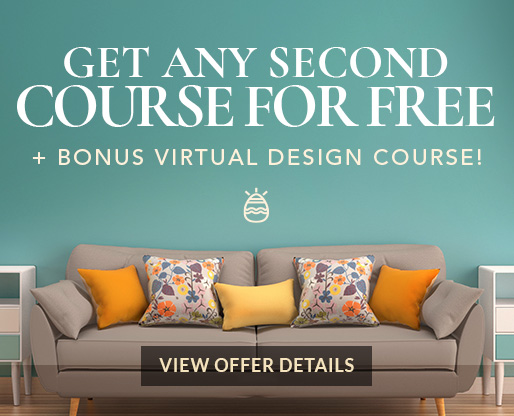 GET ANY SECOND
COURSE FOR FREE
+ BONUS VIRTUAL DESIGN COURSE!
VIEW OFFER DETAILS